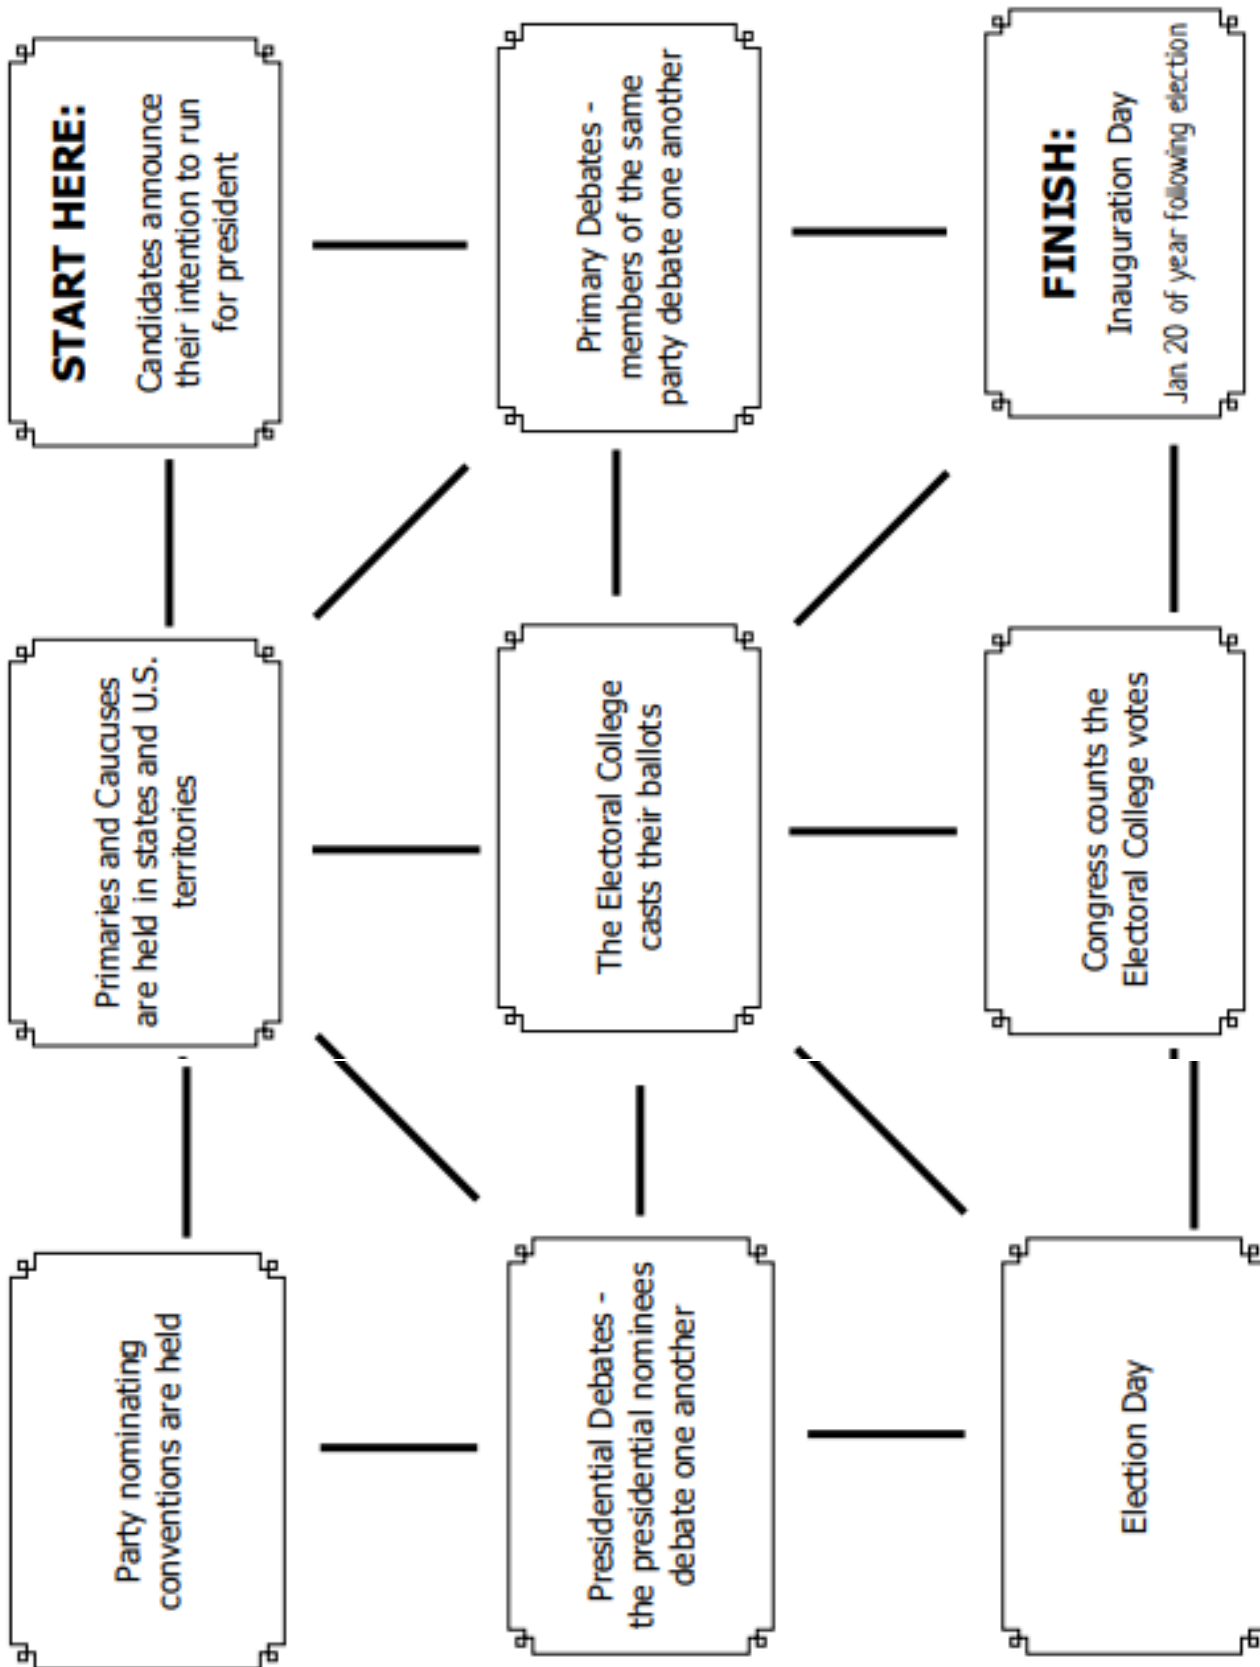 Party nominating
conventions are held
Primaries and Caucuses
are held in states and U.S.
territories
START HERE:
Candidates announce
their intention to run
for president
Presidential Debates -
the presidential nominees
debate one another
The Electoral College
casts their ballots
Primary Debates -
members of the same
party debate one another
Election Day
Congress counts the
Electoral College votes
FINISH:
Inauguration Day
Jan. 20 of year following election